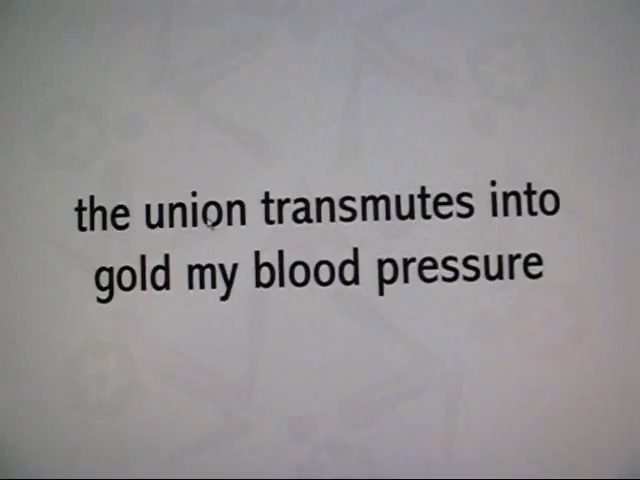 the union transmutes into
gold my blood pressure